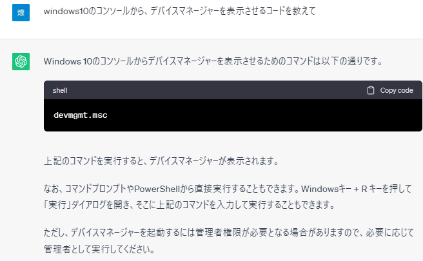 windows10のコンソールから、デバイスマネージャーを表示させるコードを教えて
Windows 10のコンソールからデバイスマネージャーを表示させるためのコマンドは以下の通りです。
shell
Copy code
devmgmt.msc
上記のコマンドを実行すると、デバイスマネージャーが表示されます。
なお、コマンドプロンプトやPowerShellから直接実行することもできます。Windowsキー + R キーを押して
「実行」ダイアログを開き、そこに上記のコマンドを入力して実行することもできます。
ただし、デバイスマネージャーを起動するには管理者権限が必要となる場合がありますので、必要に応じて
管理者として実行してください。